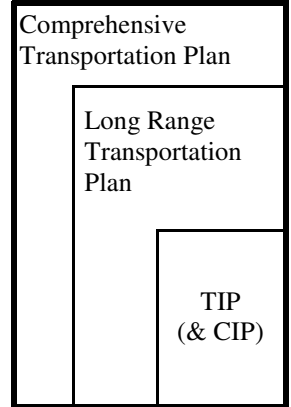 Comprehensive
Transportation Plan
Long Range
Transportation
Plan
TIP
(& CIP)